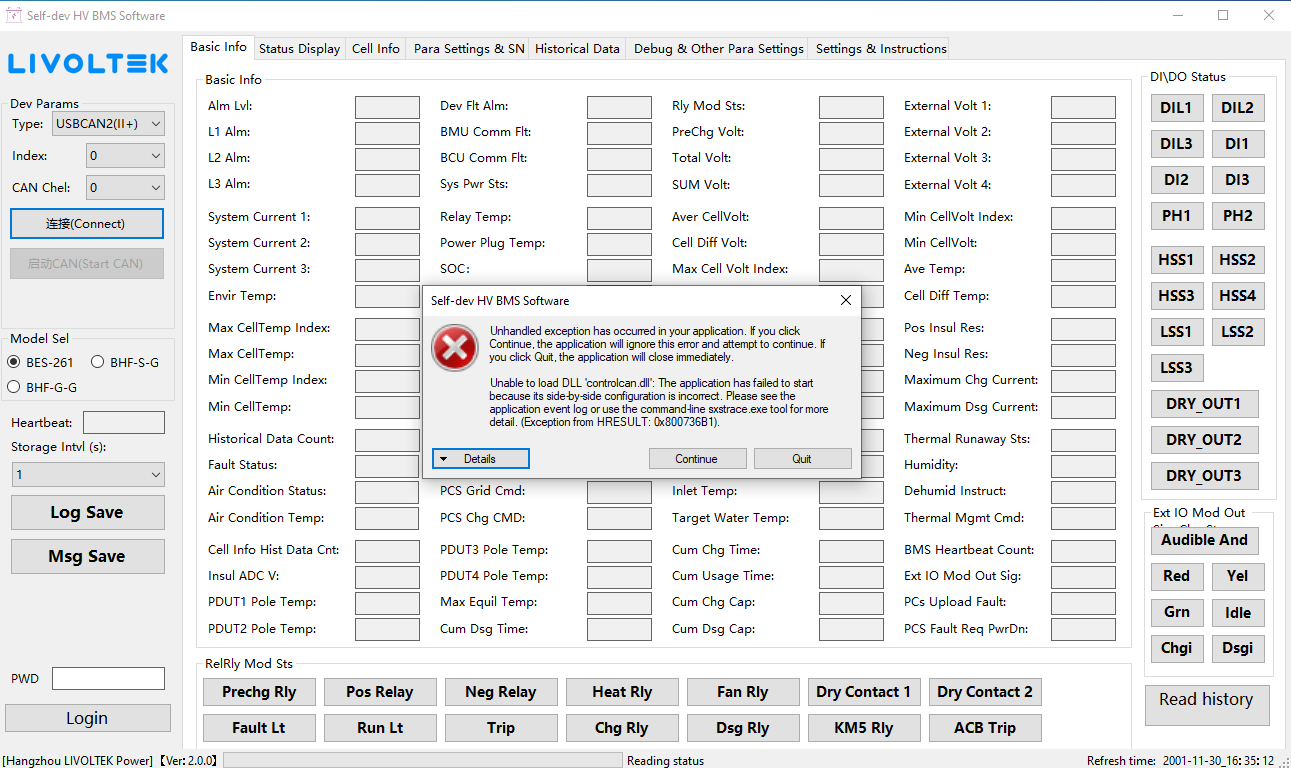 Self-dev HV BMS Software
LIVOLTEK
Basic Info Status Display Cell Info Para Settings & SN Historical Data Debug & Other Para Settings Settings & Instructions
Dev Params
Type: USBCAN2(II+)
Index: 0
CAN Chel: 0
连接(Connect)
启动CAN(Start CAN)
Model Sel
BES-261 BHF-S-G
BHF-G-G
Heartbeat:
Storage Intvl (s):
1
Log Save
Msg Save
PWD
Login
Basic Info
Alm Lvl: Dev Flt Alm: Rly Mod Sts: External Volt 1:
L1 Alm: BMU Comm Flt: PreChg Volt: External Volt 2:
L2 Alm: BCU Comm Flt: Total Volt: External Volt 3:
L3 Alm: Sys Pwr Sts: SUM Volt: External Volt 4:
System Current 1: Relay Temp: Aver CellVolt: Min CellVolt Index:
System Current 2: Power Plug Temp: Cell Diff Volt: Min CellVolt:
System Current 3: SOC: Max Cell Volt Index: Ave Temp:
Envir Temp: Cell Diff Temp:
Max CellTemp Index: Pos Insul Res:
Max CellTemp: Neg Insul Res:
Min CellTemp Index: Maximum Chg Current:
Min CellTemp: Maximum Dsg Current:
Historical Data Count: Thermal Runaway Sts:
Fault Status: Humidity:
Air Condition Status: PCS Grid Cmd: Inlet Temp: Dehumid Instruct:
Air Condition Temp: PCS Chg CMD: Target Water Temp: Thermal Mgmt Cmd:
Cell Info Hist Data Cnt: PDUT3 Pole Temp: Cum Chg Time: BMS Heartbeat Count:
Insul ADC V: PDUT4 Pole Temp: Cum Usage Time: Ext IO Mod Out Sig:
PDUT1 Pole Temp: Max Equil Temp: Cum Chg Cap: PCs Upload Fault:
PDUT2 Pole Temp: Cum Dsg Time: Cum Dsg Cap: PCS Fault Req PwrDn:
Self-dev HV BMS Software
Unhandled exception has occurred in your application. If you click
Continue, the application will ignore this error and attempt to continue. If
you click Quit, the application will close immediately.
Unable to load DLL 'controlcan.dll': The application has failed to start
because its side-by-side configuration is incorrect. Please see the
application event log or use the command-line sxstrace.exe tool for more
detail. (Exception from HRESULT: 0x800736B1).
Details Continue Quit
RelRly Mod Sts
Prechg Rly Pos Relay Neg Relay Heat Rly Fan Rly Dry Contact 1 Dry Contact 2
Fault Lt Run Lt Trip Chg Rly Dsg Rly KM5 Rly ACB Trip
DI\DO Status
DIL1 DIL2
DIL3 DI1
DI2 DI3
PH1 PH2
HSS1 HSS2
HSS3 HSS4
LSS1 LSS2
LSS3
DRY_OUT1
DRY_OUT2
DRY_OUT3
Ext IO Mod Out
Audible And
Red Yel
Grn Idle
Chgi Dsgi
Read history
[Hangzhou LIVOLTEK Power]【Ver: 2.0.0】 Reading status Refresh time: 2001-11-30_16:35:12